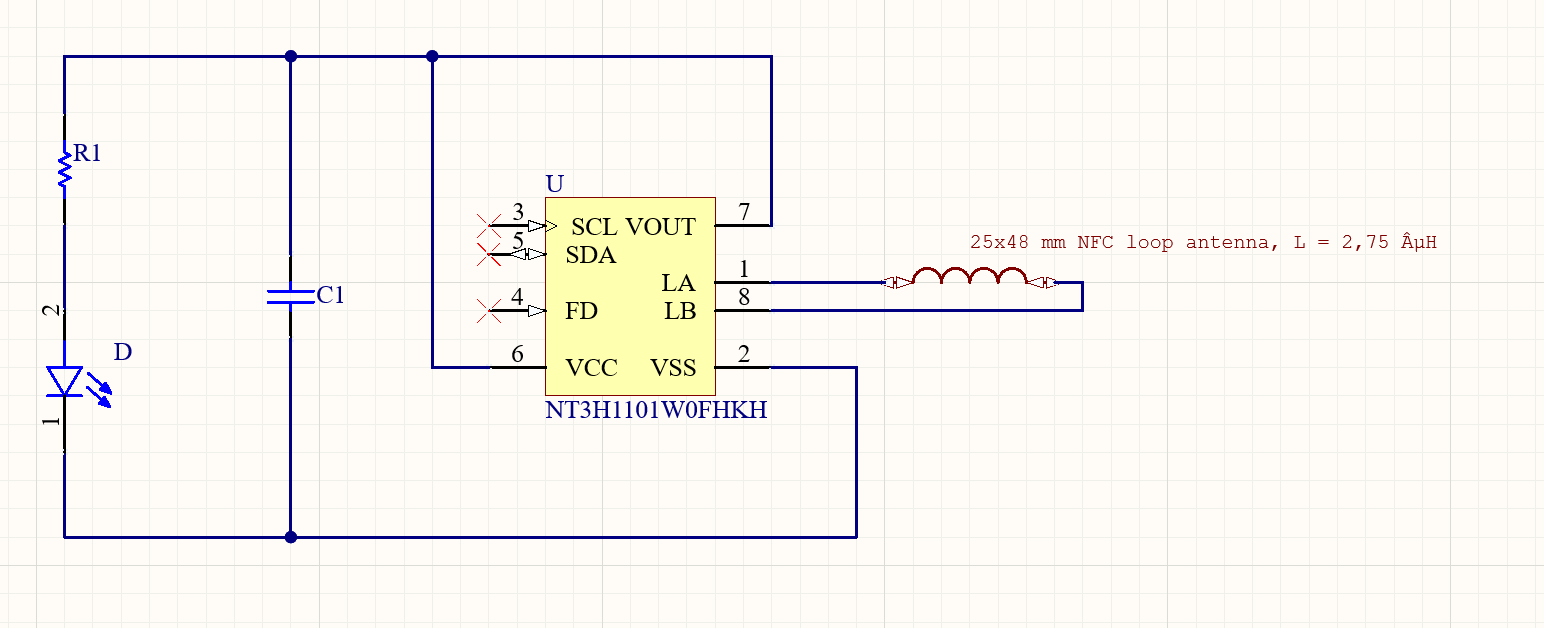 R1
U
3 SCL VOUT 7
5 SDA
25x48 mm NFC loop antenna, L = 2,75 ÂµH
LA 1
4 FD LB 8
C1
2
D
6 VCC VSS 2
NT3H1101W0FHKH
1